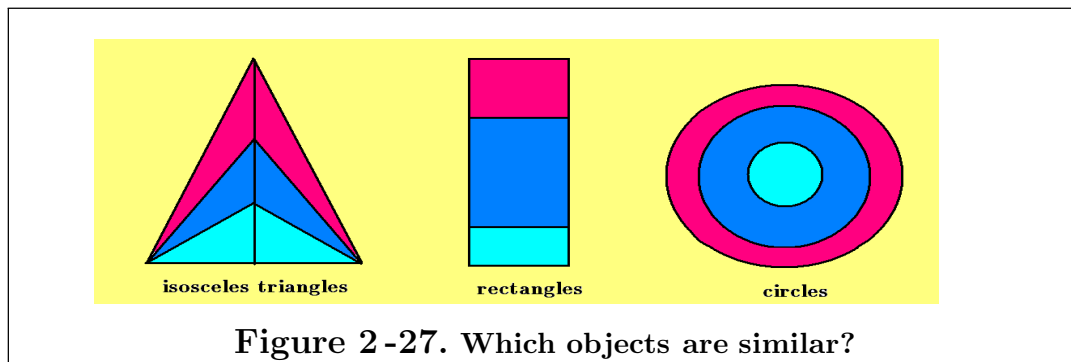 isosceles triangles
rectangles
circles
Figure 2-27. Which objects are similar?